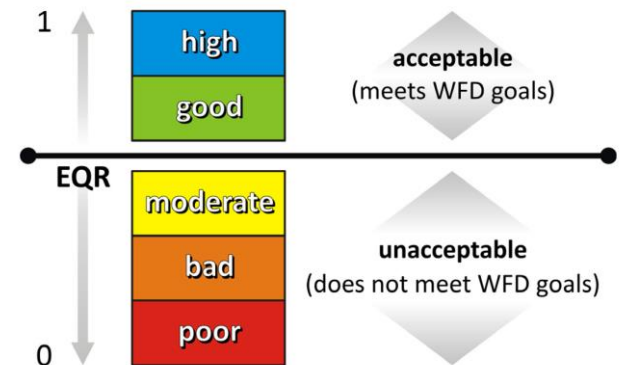 1
high
good
acceptable
(meets WFD goals)
EQR
moderate
bad
poor
unacceptable
(does not meet WFD goals)
0